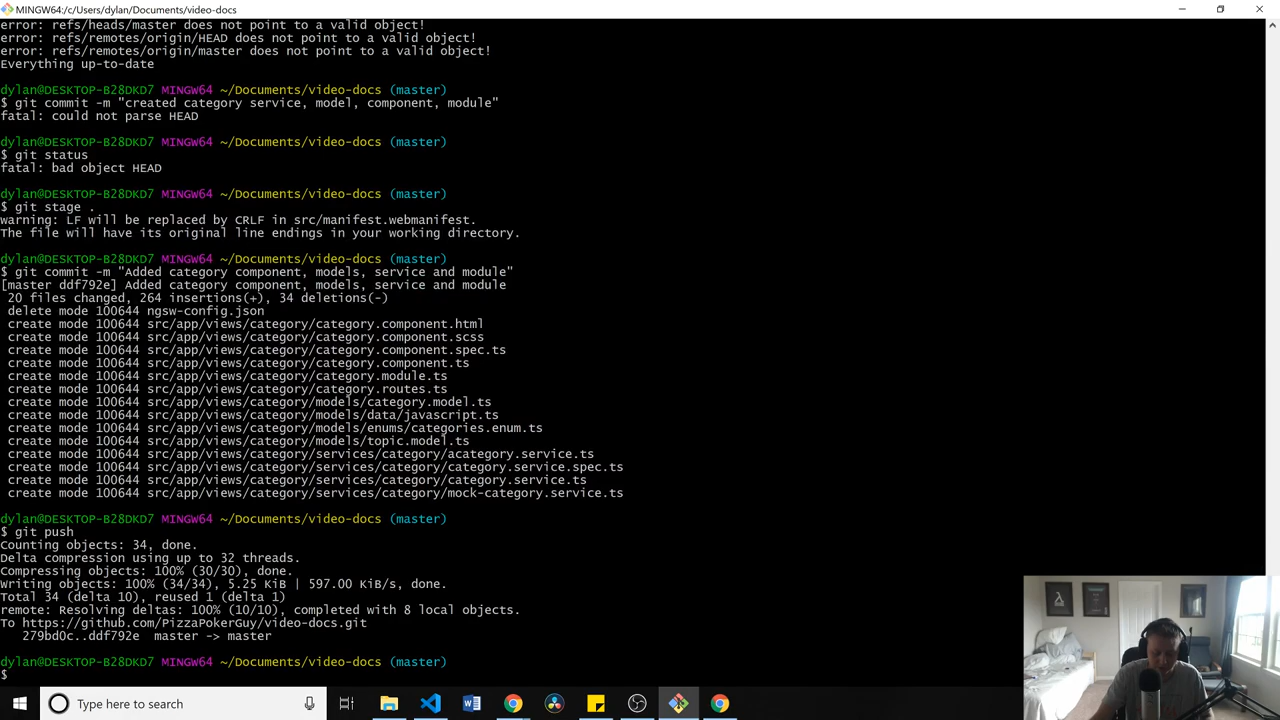 MINGW64:/c/Users/dylan/Documents/video-docs
error: refs/heads/master does not point to a valid object!
error: refs/remotes/origin/HEAD does not point to a valid object!
error: refs/remotes/origin/master does not point to a valid object!
Everything up-to-date
dylan@DESKTOP-B28DKD7 MINGW64 ~/Documents/video-docs (master)
$ git commit -m "created category service, model, component, module"
fatal: could not parse HEAD
dylan@DESKTOP-B28DKD7 MINGW64 ~/Documents/video-docs (master)
$ git status
fatal: bad object HEAD
dylan@DESKTOP-B28DKD7 MINGW64 ~/Documents/video-docs (master)
$ git stage .
warning: LF will be replaced by CRLF in src/manifest.webmanifest.
The file will have its original line endings in your working directory.
dylan@DESKTOP-B28DKD7 MINGW64 ~/Documents/video-docs (master)
$ git commit -m "Added category component, models, service and module"
[master ddf792e] Added category component, models, service and module
20 files changed, 264 insertions(+), 34 deletions(-)
delete mode 100644 ngsw-config.json
create mode 100644 src/app/views/category/category.component.html
create mode 100644 src/app/views/category/category.component.scss
create mode 100644 src/app/views/category/category.component.spec.ts
create mode 100644 src/app/views/category/category.component.ts
create mode 100644 src/app/views/category/category.module.ts
create mode 100644 src/app/views/category/category.routes.ts
create mode 100644 src/app/views/category/models/category.model.ts
create mode 100644 src/app/views/category/models/data/javascript.ts
create mode 100644 src/app/views/category/models/enums/categories.enum.ts
create mode 100644 src/app/views/category/models/topic.model.ts
create mode 100644 src/app/views/category/services/category/acategory.service.ts
create mode 100644 src/app/views/category/services/category/category.service.spec.ts
create mode 100644 src/app/views/category/services/category/category.service.ts
create mode 100644 src/app/views/category/services/category/mock-category.service.ts
dylan@DESKTOP-B28DKD7 MINGW64 ~/Documents/video-docs (master)
$ git push
Counting objects: 34, done.
Delta compression using up to 32 threads.
Compressing objects: 100% (30/30), done.
Writing objects: 100% (34/34), 5.25 KiB | 597.00 KiB/s, done.
Total 34 (delta 10), reused 1 (delta 1)
remote: Resolving deltas: 100% (10/10), completed with 8 local objects.
To https://github.com/PizzaPokerGuy/video-docs.git
279bd0c..ddf792e master -> master
dylan@DESKTOP-B28DKD7 MINGW64 ~/Documents/video-docs (master)
$
Type here to search